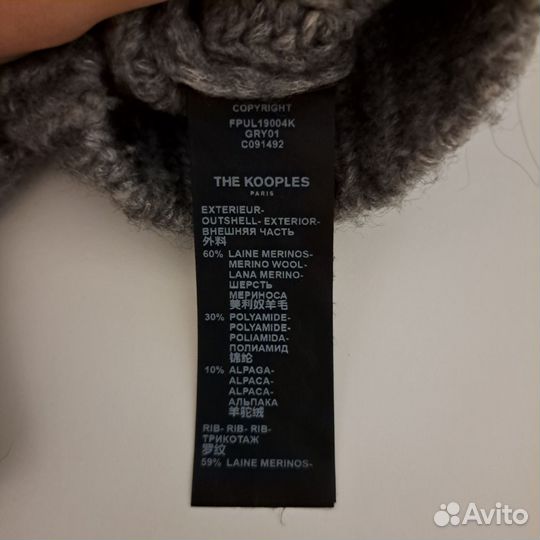 COPYRIGHT
FPUL19004K
GRY01
C091492
THE KOOPLES
PARIS
EXTERIEUR-
OUTSHELL- EXTERIOR-
ВНЕШНЯЯ ЧАСТЬ
外料
60% LAINE MERINOS-
MERINO WOOL-
LANA MERINO-
ШЕРСТЬ
МЕРИНОСА
美利奴羊毛
30% POLYAMIDE-
POLYAMIDE-
POLIAMIDA-
ПОЛИАМИД
锦纶
10% ALPAGA-
ALPACA-
ALPACA-
АЛЬПАКА
羊驼绒
RIB- RIB- RIB-
ТРИКОТАЖ
罗纹
59% LAINE MERINOS-
Avito